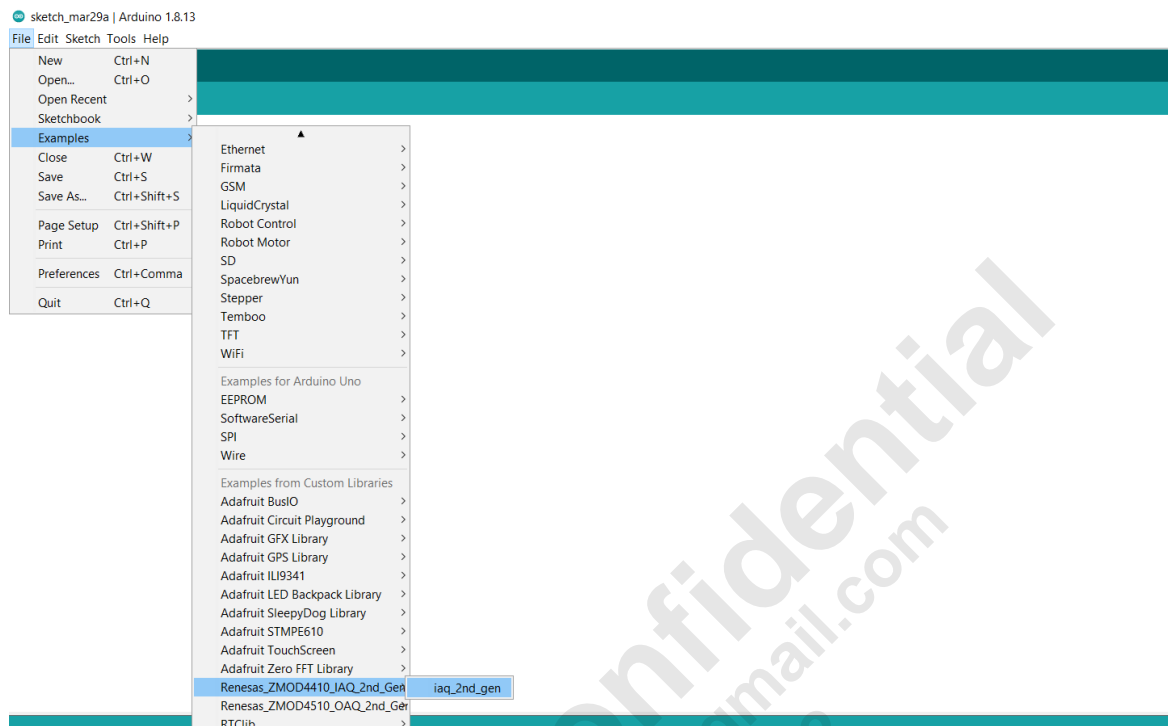 sketch_mar29a | Arduino 1.8.13
File Edit Sketch Tools Help
New Ctrl+N
Open... Ctrl+O
Open Recent
Sketchbook
Examples
Close Ctrl+W
Save Ctrl+S
Save As... Ctrl+Shift+S
Page Setup Ctrl+Shift+P
Print Ctrl+P
Preferences Ctrl+Comma
Quit Ctrl+Q
Ethernet
Firmata
GSM
LiquidCrystal
Robot Control
Robot Motor
SD
SpacebrewYun
Stepper
Temboo
TFT
WiFi
Examples for Arduino Uno
EEPROM
SoftwareSerial
SPI
Wire
Examples from Custom Libraries
Adafruit BusIO
Adafruit Circuit Playground
Adafruit GFX Library
Adafruit GPS Library
Adafruit ILI9341
Adafruit LED Backpack Library
Adafruit SleepyDog Library
Adafruit STMPE610
Adafruit TouchScreen
Adafruit Zero FFT Library
Renesas_ZMOD4410_IAQ_2nd_Gen
iaq_2nd_gen
Renesas_ZMOD4510_OAQ_2nd_Gen
RTClib
nfidential
gmail.com